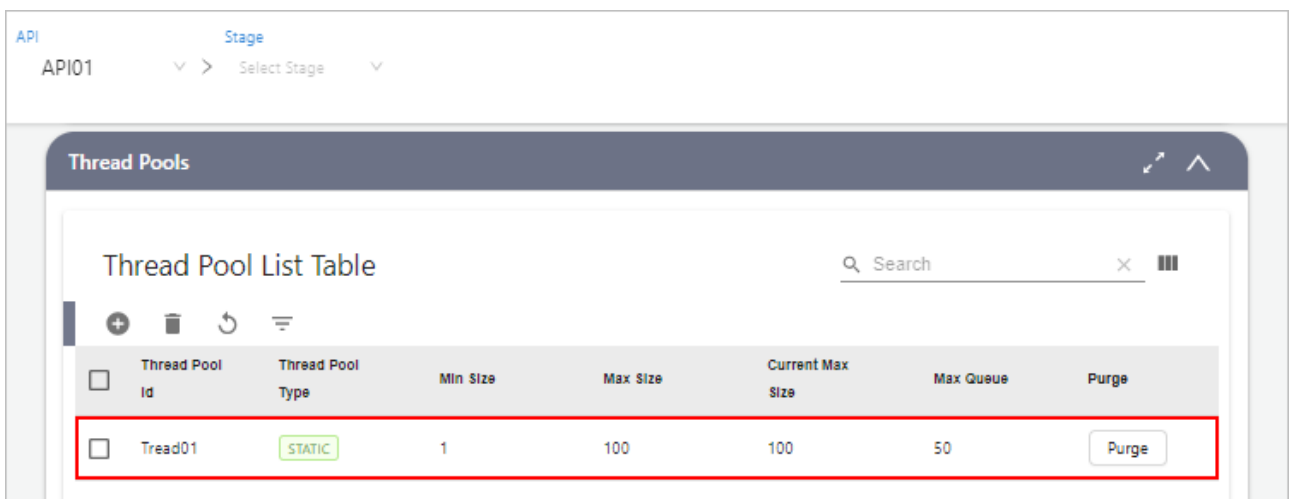 API Stage
API01 > Select Stage
Thread Pools
Thread Pool List Table
Search
Thread Pool Id Thread Pool Type Min Size Max Size Current Max Size Max Queue Purge
Tread01 STATIC 1 100 100 50 Purge